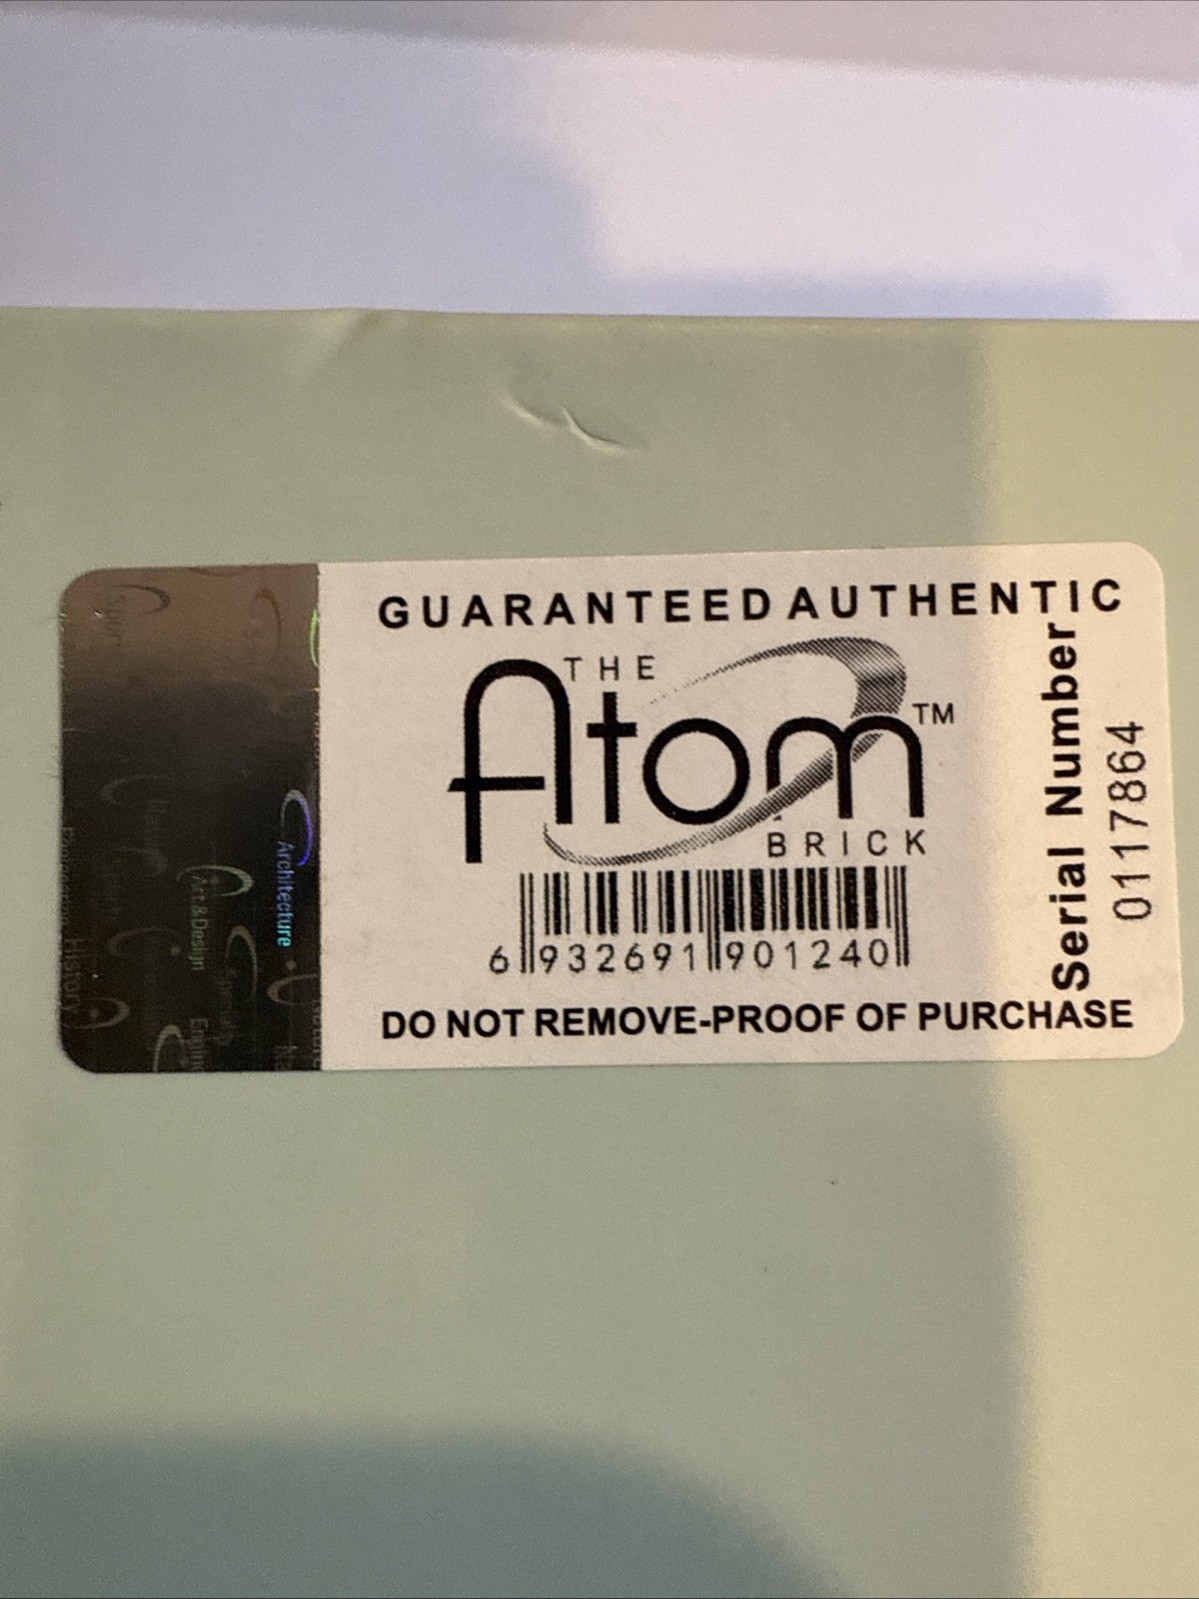 GUARANTEED AUTHENTIC
THE
Atom™
BRICK
6 932691 901240
DO NOT REMOVE-PROOF OF PURCHASE
Serial Number
0117864
Architecture
Art & Design
History